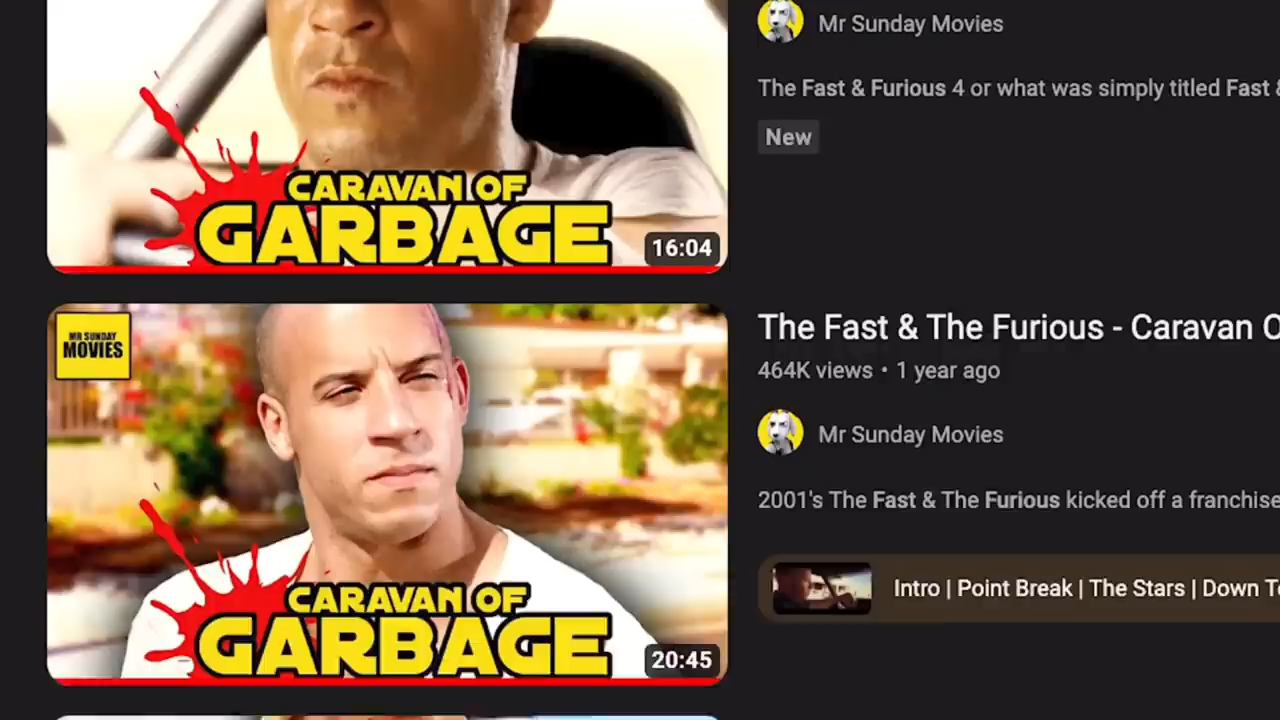 Mr Sunday Movies
The Fast & Furious 4 or what was simply titled Fast &
New
CARAVAN OF
GARBAGE
16:04
MR SUNDAY
MOVIES
The Fast & The Furious - Caravan O
464K views • 1 year ago
Mr Sunday Movies
2001's The Fast & The Furious kicked off a franchise
Intro | Point Break | The Stars | Down To
CARAVAN OF
GARBAGE
20:45